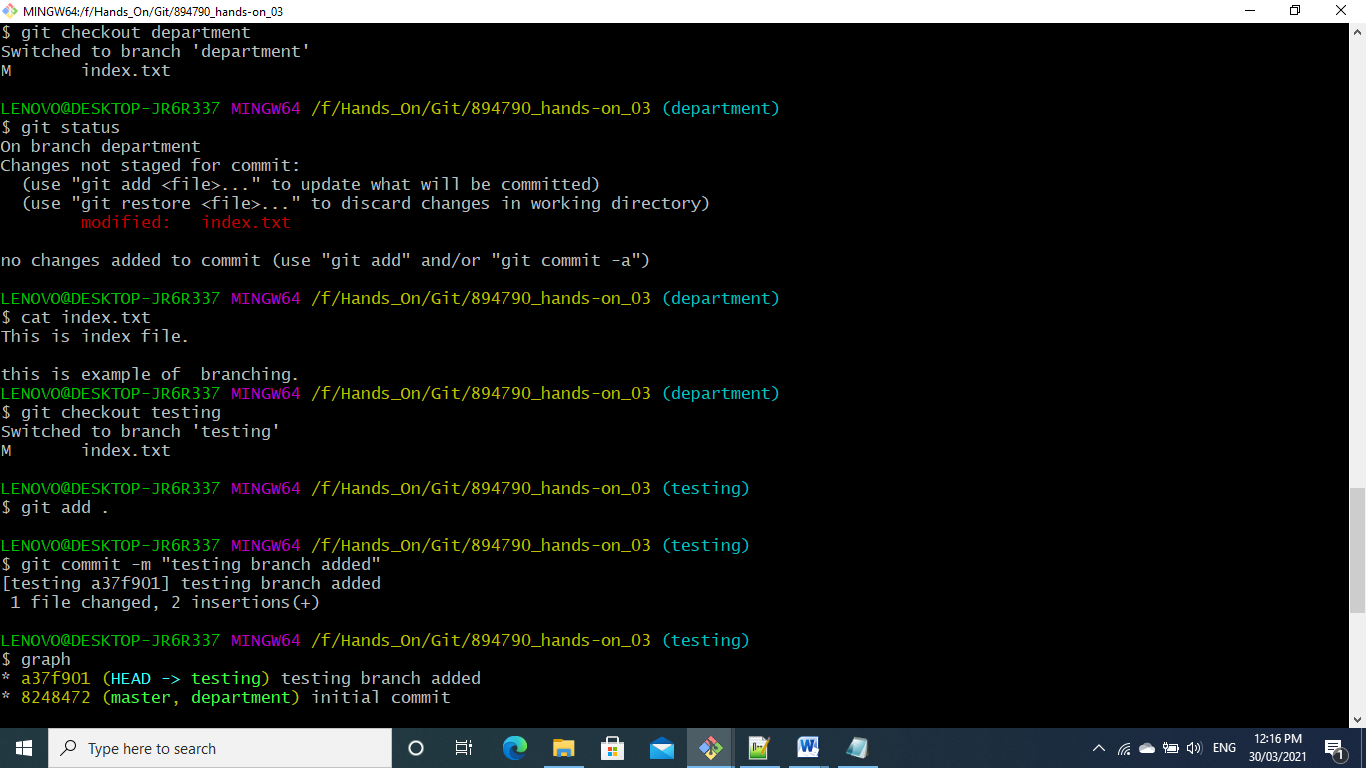 MINGW64:/f/Hands_On/Git/894790_hands-on_03
$ git checkout department
Switched to branch 'department'
M       index.txt
LENOVO@DESKTOP-JR6R337 MINGW64 /f/Hands_On/Git/894790_hands-on_03 (department)
$ git status
On branch department
Changes not staged for commit:
  (use "git add <file>..." to update what will be committed)
  (use "git restore <file>..." to discard changes in working directory)
        modified:   index.txt
no changes added to commit (use "git add" and/or "git commit -a")
LENOVO@DESKTOP-JR6R337 MINGW64 /f/Hands_On/Git/894790_hands-on_03 (department)
$ cat index.txt
This is index file.
this is example of  branching.
LENOVO@DESKTOP-JR6R337 MINGW64 /f/Hands_On/Git/894790_hands-on_03 (department)
$ git checkout testing
Switched to branch 'testing'
M       index.txt
LENOVO@DESKTOP-JR6R337 MINGW64 /f/Hands_On/Git/894790_hands-on_03 (testing)
$ git add .
LENOVO@DESKTOP-JR6R337 MINGW64 /f/Hands_On/Git/894790_hands-on_03 (testing)
$ git commit -m "testing branch added"
[testing a37f901] testing branch added
 1 file changed, 2 insertions(+)
LENOVO@DESKTOP-JR6R337 MINGW64 /f/Hands_On/Git/894790_hands-on_03 (testing)
$ graph
* a37f901 (HEAD -> testing) testing branch added
* 8248472 (master, department) initial commit
Type here to search
ENG
12:16 PM
30/03/2021
1